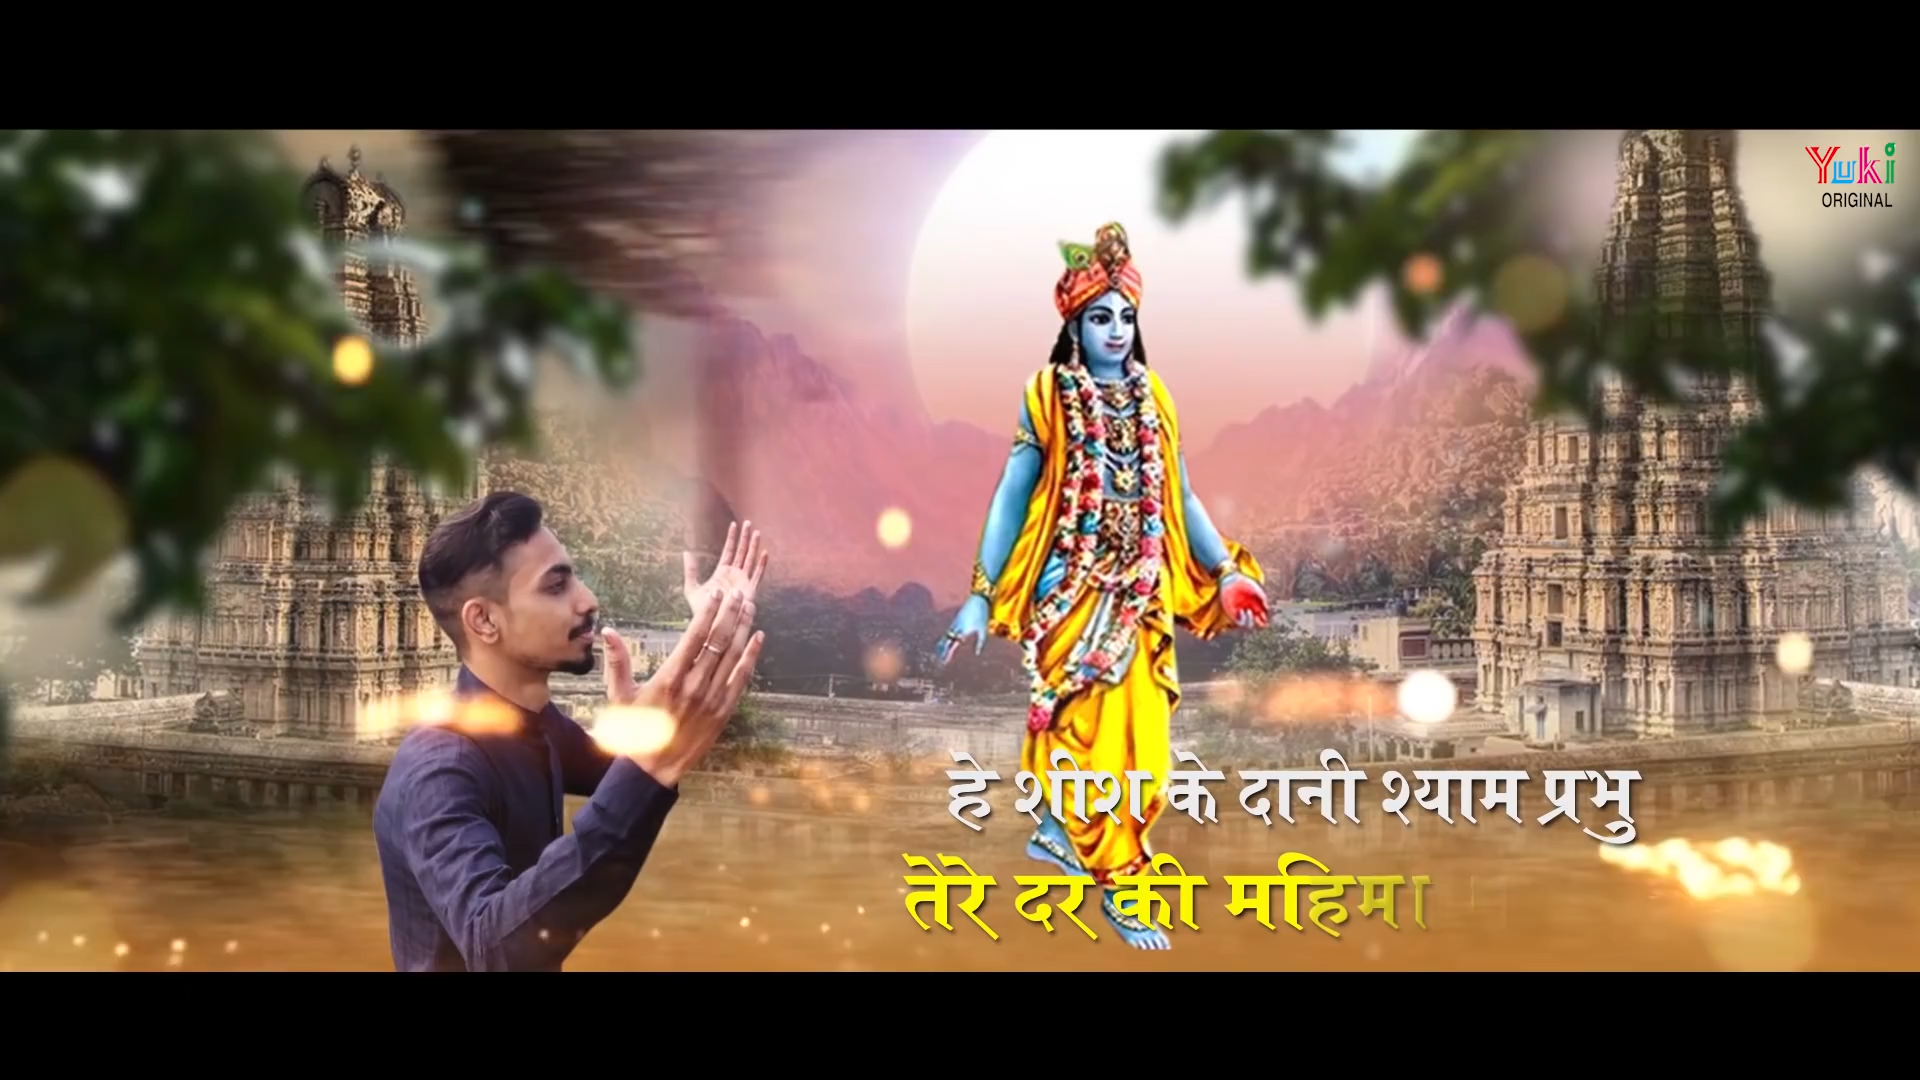 Yuki
ORIGINAL
हे शीश के दानी श्याम प्रभु
तेरे दर की महिमा